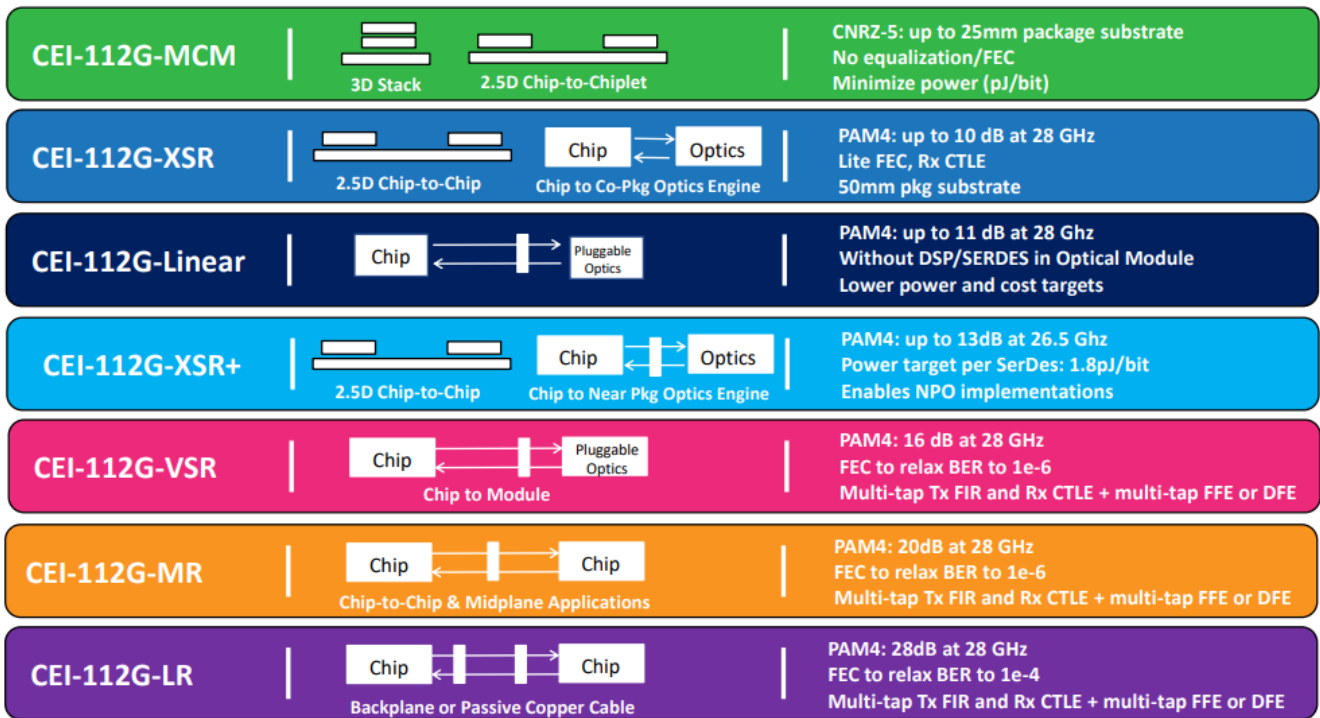 CEI-112G-MCM
3D Stack
2.5D Chip-to-Chiplet
CNRZ-5: up to 25mm package substrate
No equalization/FEC
Minimize power (pJ/bit)
CEI-112G-XSR
2.5D Chip-to-Chip
Chip
Optics
Chip to Co-Pkg Optics Engine
PAM4: up to 10 dB at 28 GHz
Lite FEC, Rx CTLE
50mm pkg substrate
CEI-112G-Linear
Chip
Pluggable
Optics
PAM4: up to 11 dB at 28 Ghz
Without DSP/SERDES in Optical Module
Lower power and cost targets
CEI-112G-XSR+
2.5D Chip-to-Chip
Chip
Optics
Chip to Near Pkg Optics Engine
PAM4: up to 13dB at 26.5 Ghz
Power target per SerDes: 1.8pJ/bit
Enables NPO implementations
CEI-112G-VSR
Chip
Pluggable
Optics
Chip to Module
PAM4: 16 dB at 28 GHz
FEC to relax BER to 1e-6
Multi-tap Tx FIR and Rx CTLE + multi-tap FFE or DFE
CEI-112G-MR
Chip
Chip
Chip-to-Chip & Midplane Applications
PAM4: 20dB at 28 GHz
FEC to relax BER to 1e-6
Multi-tap Tx FIR and Rx CTLE + multi-tap FFE or DFE
CEI-112G-LR
Chip
Chip
Backplane or Passive Copper Cable
PAM4: 28dB at 28 GHz
FEC to relax BER to 1e-4
Multi-tap Tx FIR and Rx CTLE + multi-tap FFE or DFE